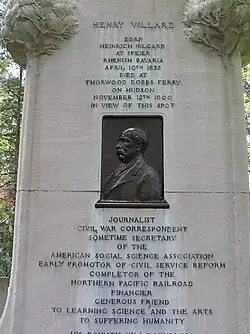 HENRY VILLARD
BORN
HEINRICH HILGARD
AT SPEIER
RHENISH BAVARIA
APRIL 10TH 1835
DIED AT
THORWOOD DOBBS FERRY
ON HUDSON
NOVEMBER 12TH 1900
IN VIEW OF THIS SPOT
JOURNALIST
CIVIL WAR CORRESPONDENT
SOMETIME SECRETARY
OF THE
AMERICAN SOCIAL SCIENCE ASSOCIATION
EARLY PROMOTOR OF CIVIL SERVICE REFORM
COMPLETOR OF THE
NORTHERN PACIFIC RAILROAD
FINANCIER
GENEROUS FRIEND
TO LEARNING SCIENCE AND THE ARTS
TO SUFFERING HUMANITY